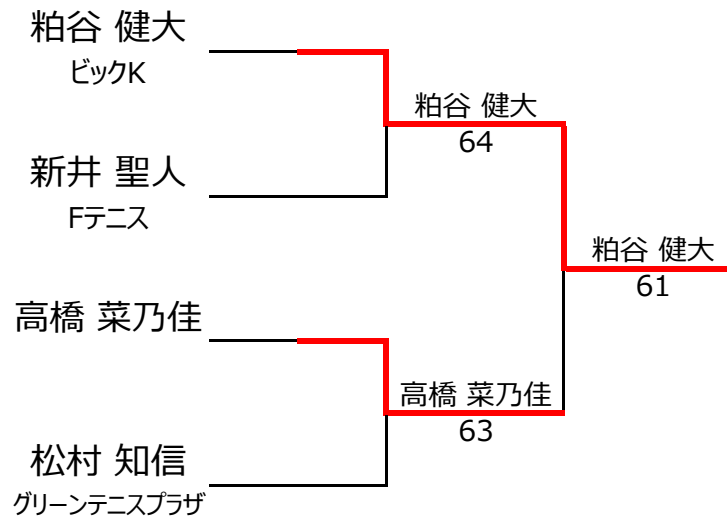 粕谷 健大
ビックK
新井 聖人
Fテニス
高橋 菜乃佳
松村 知信
グリーンテニスプラザ
粕谷 健大
64
高橋 菜乃佳
63
粕谷 健大
61